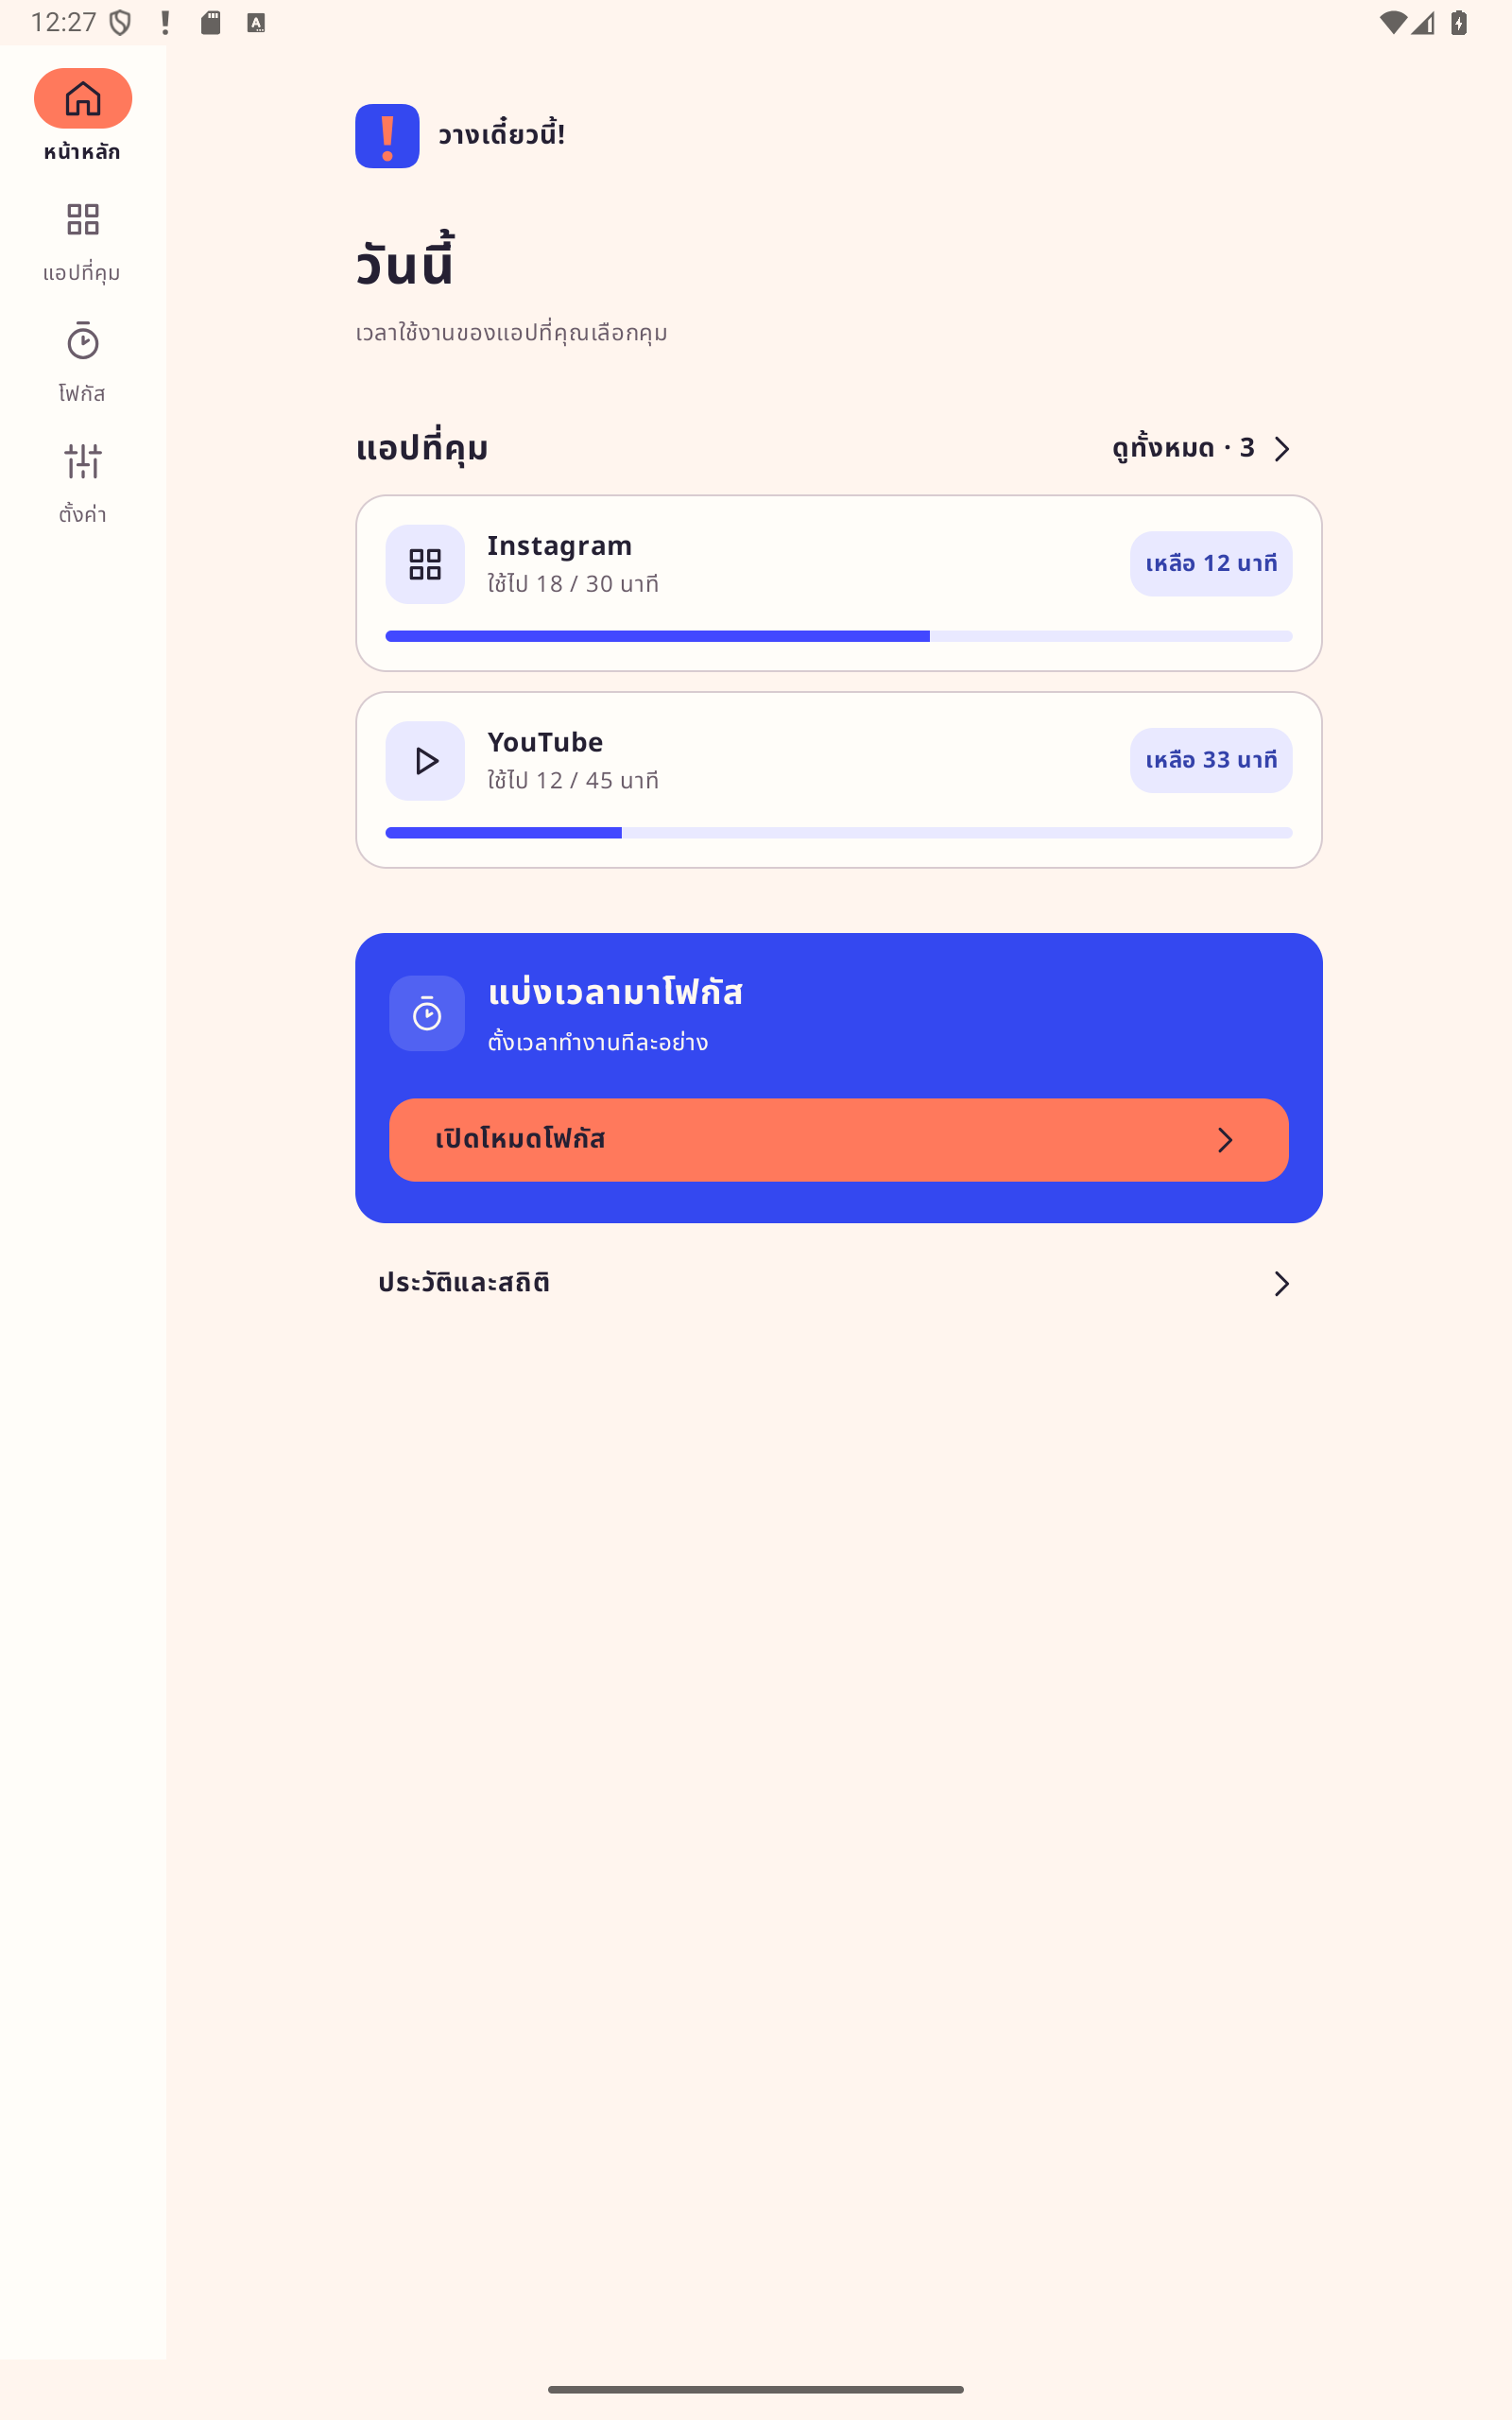 12:27
หน้าหลัก
แอปที่คุม
โฟกัส
ตั้งค่า
วางเดี๋ยวนี้!
วันนี้
เวลาใช้งานของแอปที่คุณเลือกคุม
แอปที่คุม
ดูทั้งหมด · 3
Instagram
ใช้ไป 18 / 30 นาที
เหลือ 12 นาที
YouTube
ใช้ไป 12 / 45 นาที
เหลือ 33 นาที
แบ่งเวลามาโฟกัส
ตั้งเวลาทำงานทีละอย่าง
เปิดโหมดโฟกัส
ประวัติและสถิติ